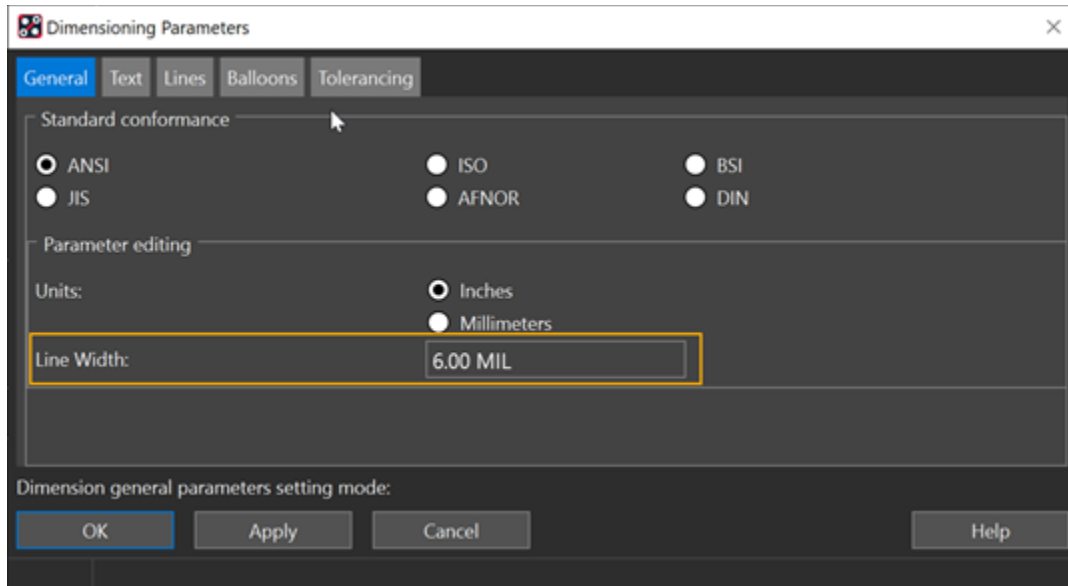 Dimensioning Parameters
General Text Lines Balloons Tolerancing
Standard conformance
ANSI ISO BSI
JIS AFNOR DIN
Parameter editing
Units: Inches
Millimeters
Line Width: 6.00 MIL
Dimension general parameters setting mode:
OK Apply Cancel Help